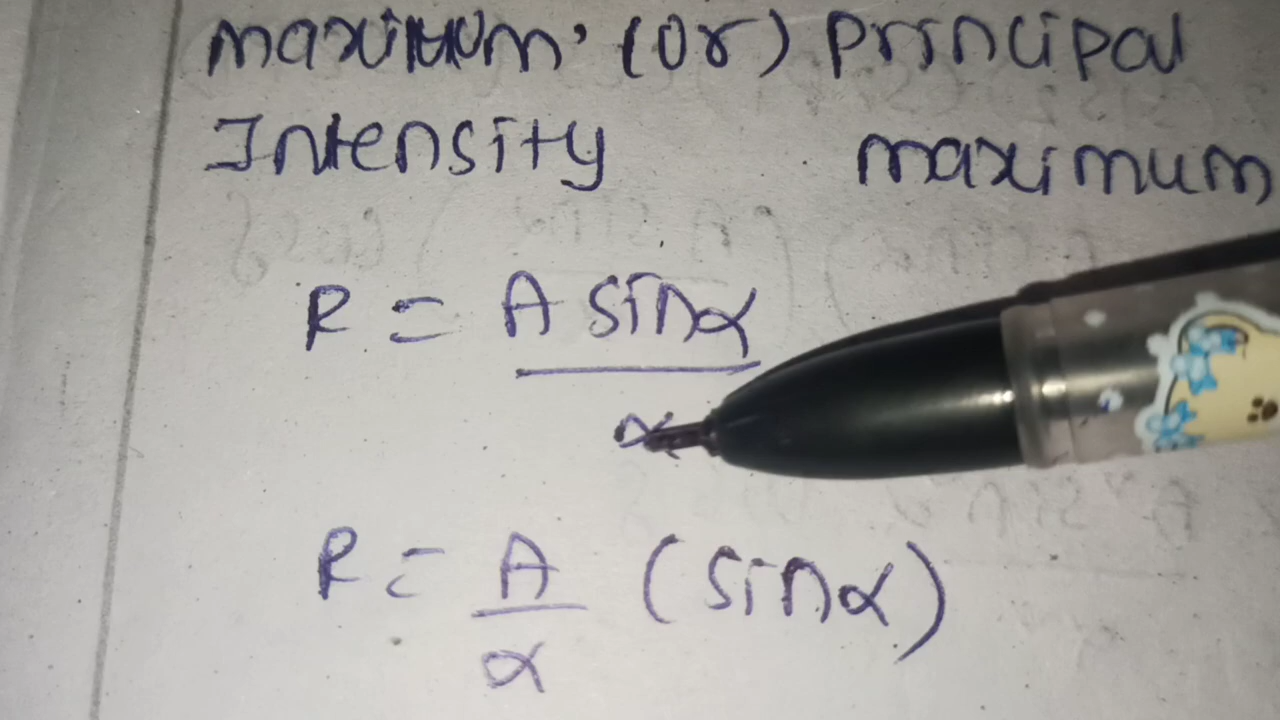 maximum. (or) principal
Intensity maximum
R = A sinα
α
R = A (sinα)
α